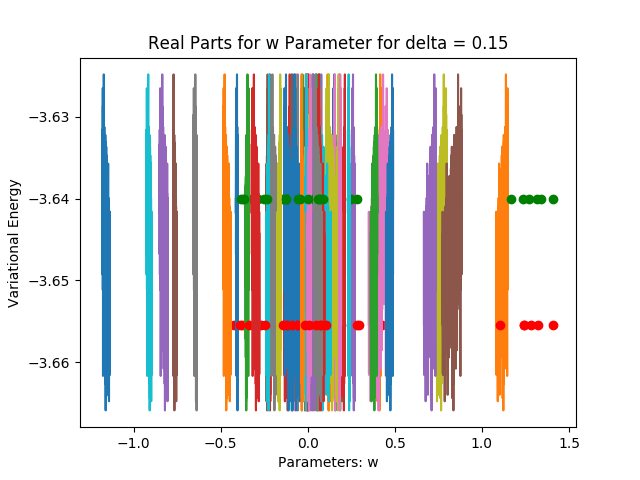 Real Parts for w Parameter for delta = 0.15
Variational Energy
−3.63
−3.64
−3.65
−3.66
−1.0 −0.5 0.0 0.5 1.0 1.5
Parameters: w